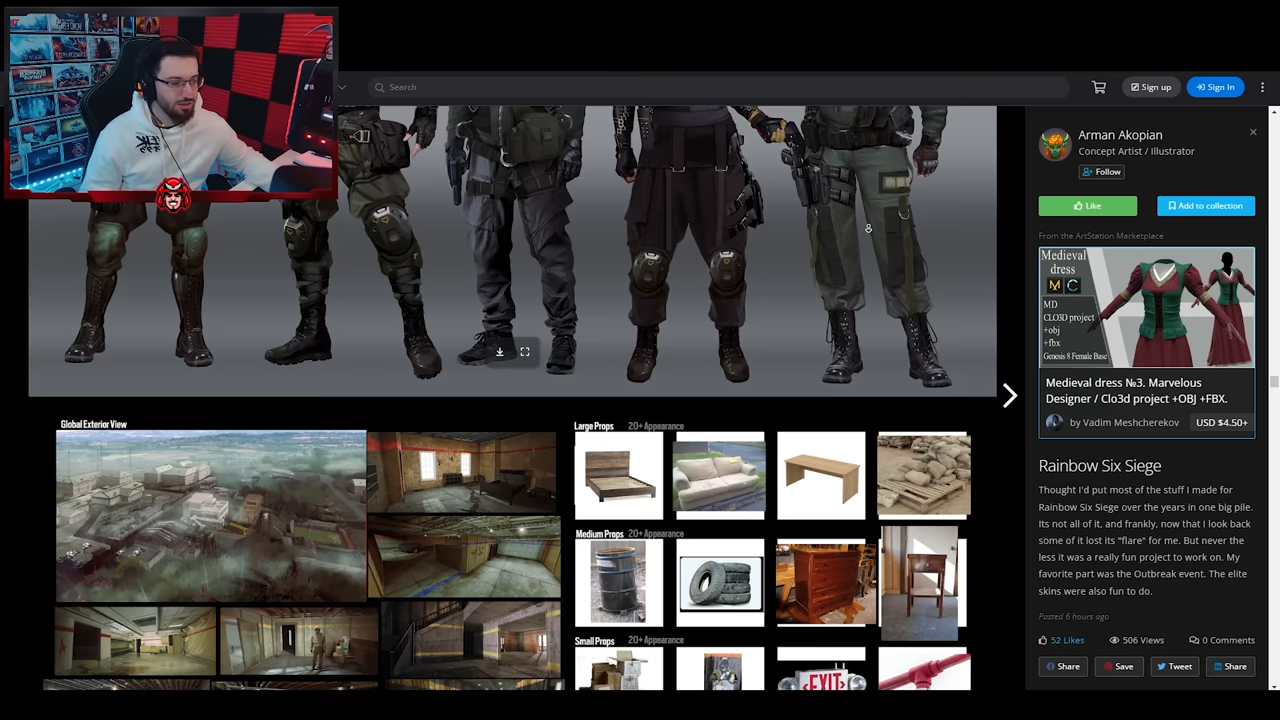 Search
Sign up
Sign In
Arman Akopian
Concept Artist / Illustrator
Follow
Like
Add to collection
From the ArtStation Marketplace
Medieval
dress
MD
CLO3D project
+obj
+fbx
Genesis 8 Female Base
Medieval dress №3. Marvelous
Designer / Clo3d project +OBJ +FBX.
by Vadim Meshcherekov
USD $4.50+
Rainbow Six Siege
Thought I'd put most of the stuff I made for
Rainbow Six Siege over the years in one big pile.
Its not all of it, and frankly, now that I look back
some of it lost its "flare" for me. But never the
less it was a really fun project to work on. My
favorite part was the Outbreak event. The elite
skins were also fun to do.
Posted 6 hours ago
52 Likes
506 Views
0 Comments
Share
Save
Tweet
Share
Global Exterior View
Large Props 20+ Appearance
Medium Props 20+ Appearance
Small Props 20+ Appearance
EXIT